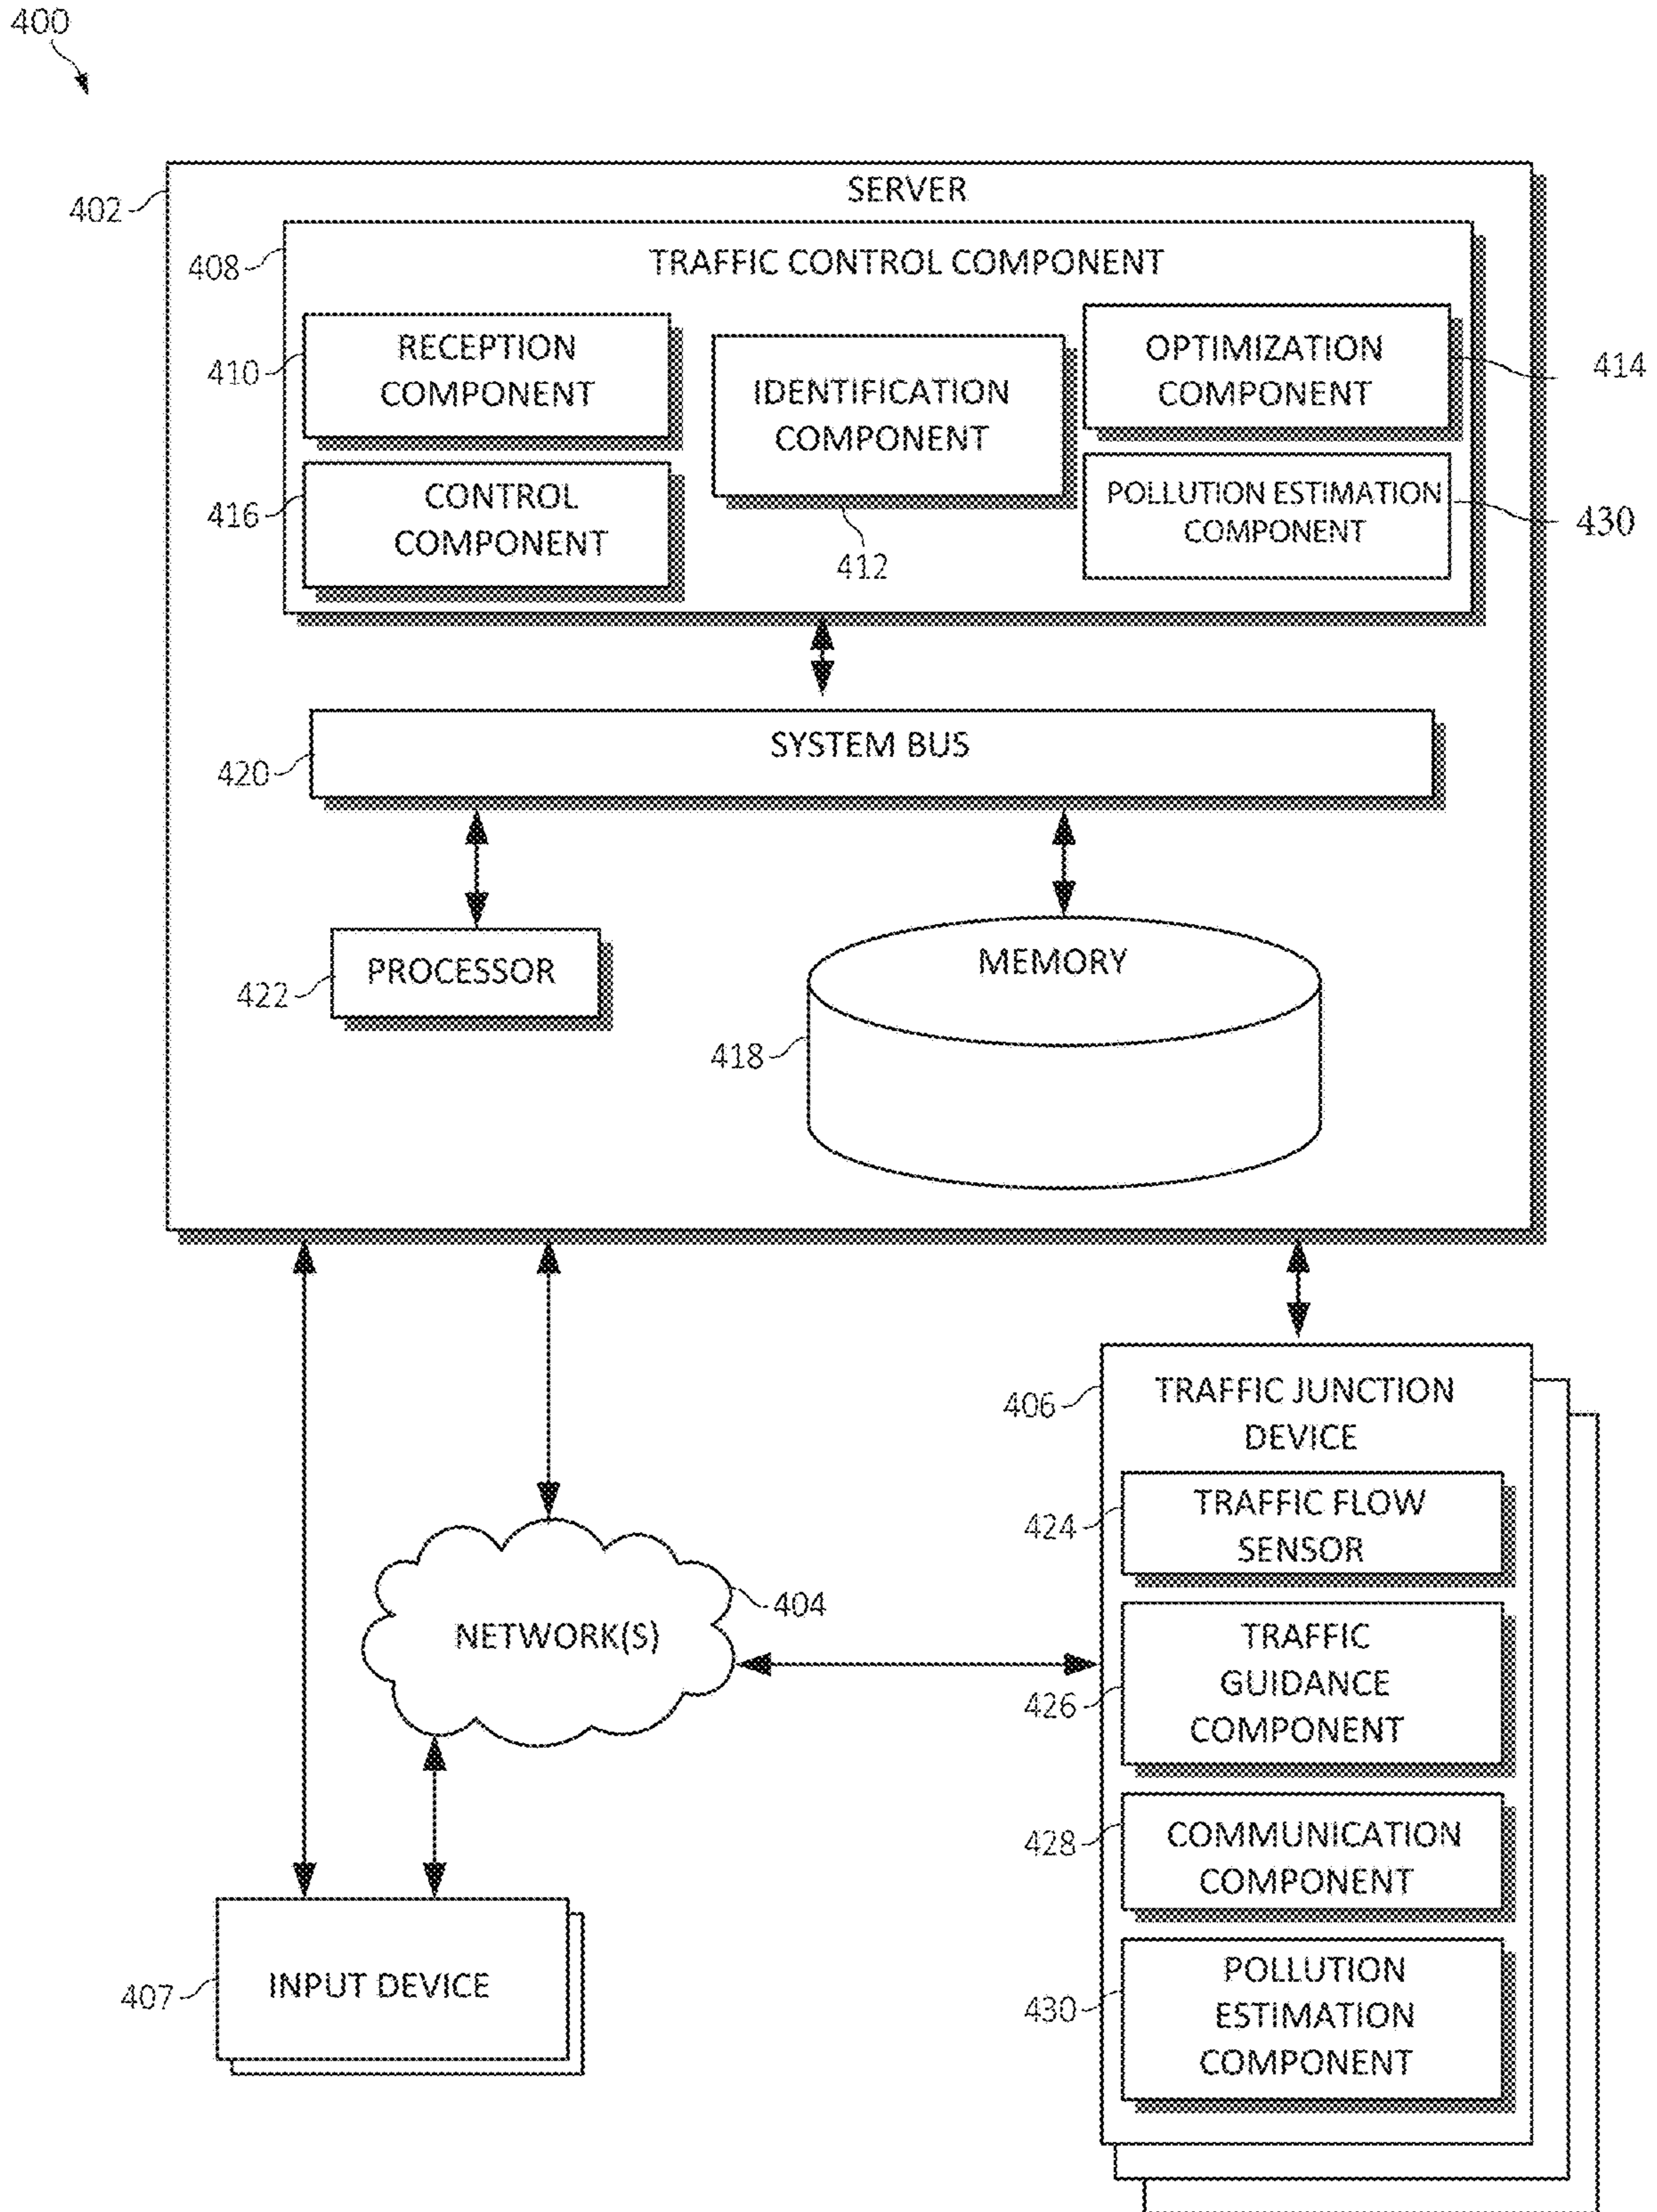 400
402
SERVER
408
TRAFFIC CONTROL COMPONENT
410
RECEPTION
COMPONENT
IDENTIFICATION
COMPONENT
412
OPTIMIZATION
COMPONENT
414
416
CONTROL
COMPONENT
POLLUTION ESTIMATION
COMPONENT
430
420
SYSTEM BUS
422
PROCESSOR
MEMORY
418
406
TRAFFIC JUNCTION
DEVICE
424
TRAFFIC FLOW
SENSOR
404
NETWORK(S)
426
TRAFFIC
GUIDANCE
COMPONENT
428
COMMUNICATION
COMPONENT
407
INPUT DEVICE
430
POLLUTION
ESTIMATION
COMPONENT